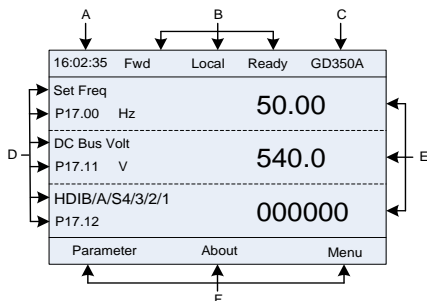 A B C
16:02:35 Fwd Local Ready GD350A
Set Freq
P17.00 Hz 50.00
DC Bus Volt
D P17.11 V 540.0 E
HDIB/A/S4/3/2/1
P17.12 000000
Parameter About Menu
F